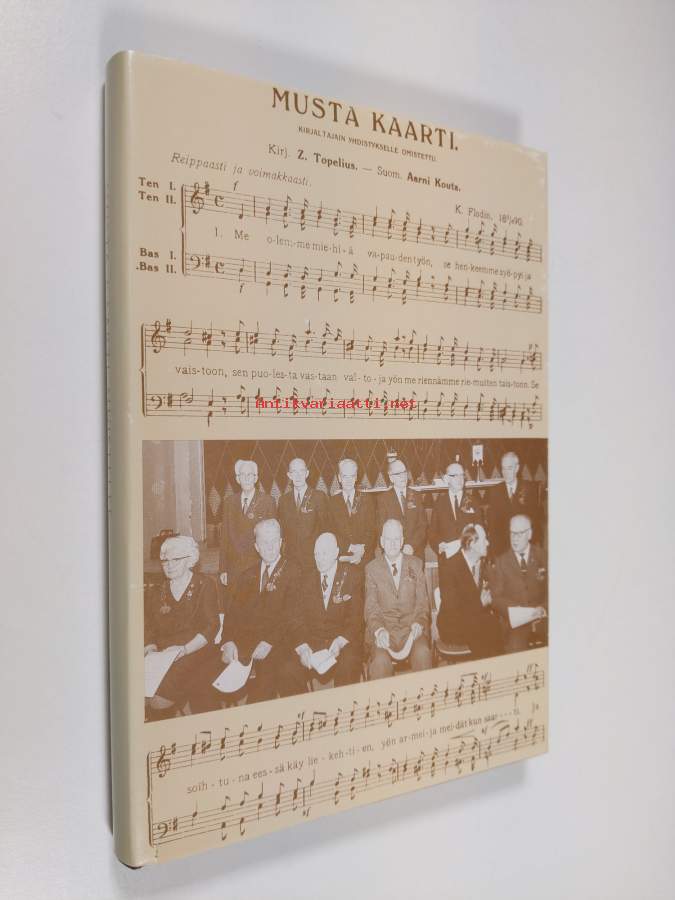 MUSTA KAARTI.
KIRJALTAJAIN YHDISTYKSELLE OMISTETTU.
Kirj. Z. Topelius. — Suom. Aarni Kouta.
Reippaasti ja voimakkaasti.
K. Flodin,
Ten I.
Ten II.
f
1. Me o-lem-me mie-hi-ä va-pau-den työn, se hen-keemme syö-pyi ja
Bas I.
Bas II.
f
vais-toon, sen puo-les-ta vas-taan val-to-ja yön me riennämme rie-muiten tais-toon. Se
antikvariaatti.net
soih-tu-na ees-sä käy lie-keh-ti-en, yön ar-mei-ja mei-dät kun saar---ti. Ja